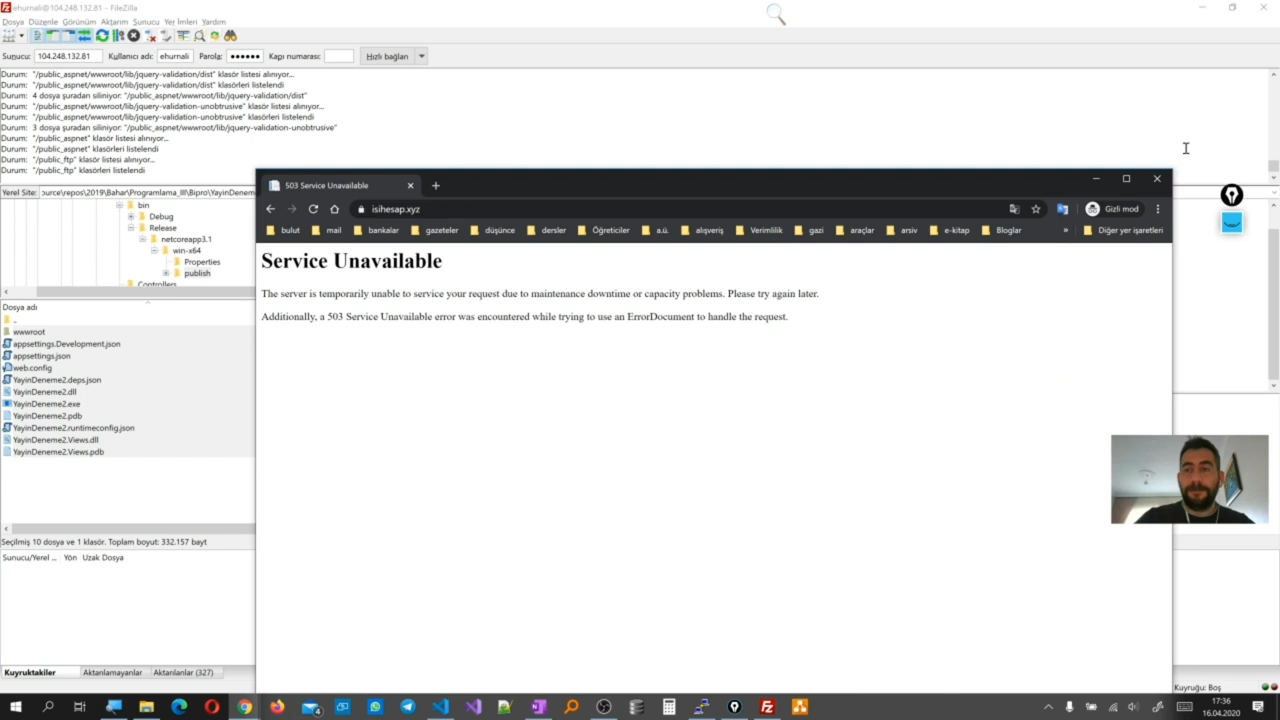 ehurnali@104.248.132.81 - FileZilla
Dosya Düzenle Görünüm Aktarım Sunucu Yer İmleri Yardım
Sunucu: 104.248.132.81 Kullanıcı adı: ehurnali Parola: ●●●●●● Kapı numarası: Hızlı bağlan
Durum: "/public_aspnet/wwwroot/lib/jquery-validation/dist" klasör listesi alınıyor...
Durum: "/public_aspnet/wwwroot/lib/jquery-validation/dist" klasörleri listelendi
Durum: 4 dosya şuradan siliniyor: "/public_aspnet/wwwroot/lib/jquery-validation/dist"
Durum: "/public_aspnet/wwwroot/lib/jquery-validation-unobtrusive" klasör listesi alınıyor...
Durum: "/public_aspnet/wwwroot/lib/jquery-validation-unobtrusive" klasörleri listelendi
Durum: 3 dosya şuradan siliniyor: "/public_aspnet/wwwroot/lib/jquery-validation-unobtrusive"
Durum: "/public_aspnet" klasör listesi alınıyor...
Durum: "/public_aspnet" klasörleri listelendi
Durum: "/public_ftp" klasör listesi alınıyor...
Durum: "/public_ftp" klasörleri listelendi
Yerel Site: ource\repos\2019\Bahar\Programlama_III\Bipro\YayinDeneme
bin
Debug
Release
netcoreapp3.1
win-x64
Properties
publish
Controllers
Dosya adı
..
wwwroot
appsettings.Development.json
appsettings.json
web.config
YayinDeneme2.deps.json
YayinDeneme2.dll
YayinDeneme2.exe
YayinDeneme2.pdb
YayinDeneme2.runtimeconfig.json
YayinDeneme2.Views.dll
YayinDeneme2.Views.pdb
Seçilmiş 10 dosya ve 1 klasör. Toplam boyut: 332.157 bayt
Sunucu/Yerel ... Yön Uzak Dosya
Kuyruktakiler Aktarılamayanlar Aktarılanlar (327)
503 Service Unavailable
isihesap.xyz Gizli mod
bulut mail bankalar gazeteler düşünce dersler Öğreticiler a.ü. alışveriş Verimlilik gazi araçlar arsiv e-kitap Bloglar » Diğer yer işaretleri
Service Unavailable
The server is temporarily unable to service your request due to maintenance downtime or capacity problems. Please try again later.
Additionally, a 503 Service Unavailable error was encountered while trying to use an ErrorDocument to handle the request.
Kuyruğu: Boş
4
17:36
16.04.2020